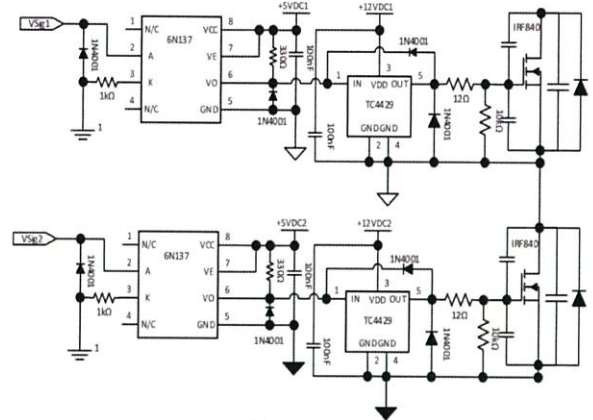 +5VDC1 +12VDC1
VSig1
1 N/C 6N137 VCC 8
1N4001
2 A VE 7
3 K VO 6
1kΩ
4 N/C GND 5
330Ω
100nF
1N4001
1N4001
1 IN VDD OUT 5
3
TC4429
GND GND
2 4
100nF
1N4001
12Ω
10kΩ
IRF840
1
+5VDC2 +12VDC2
VSig2
1 N/C 6N137 VCC 8
1N4001
2 A VE 7
3 K VO 6
1kΩ
4 N/C GND 5
330Ω
100nF
1N4001
1N4001
1 IN VDD OUT 5
3
TC4429
GND GND
2 4
100nF
1N4001
12Ω
10kΩ
IRF840
1